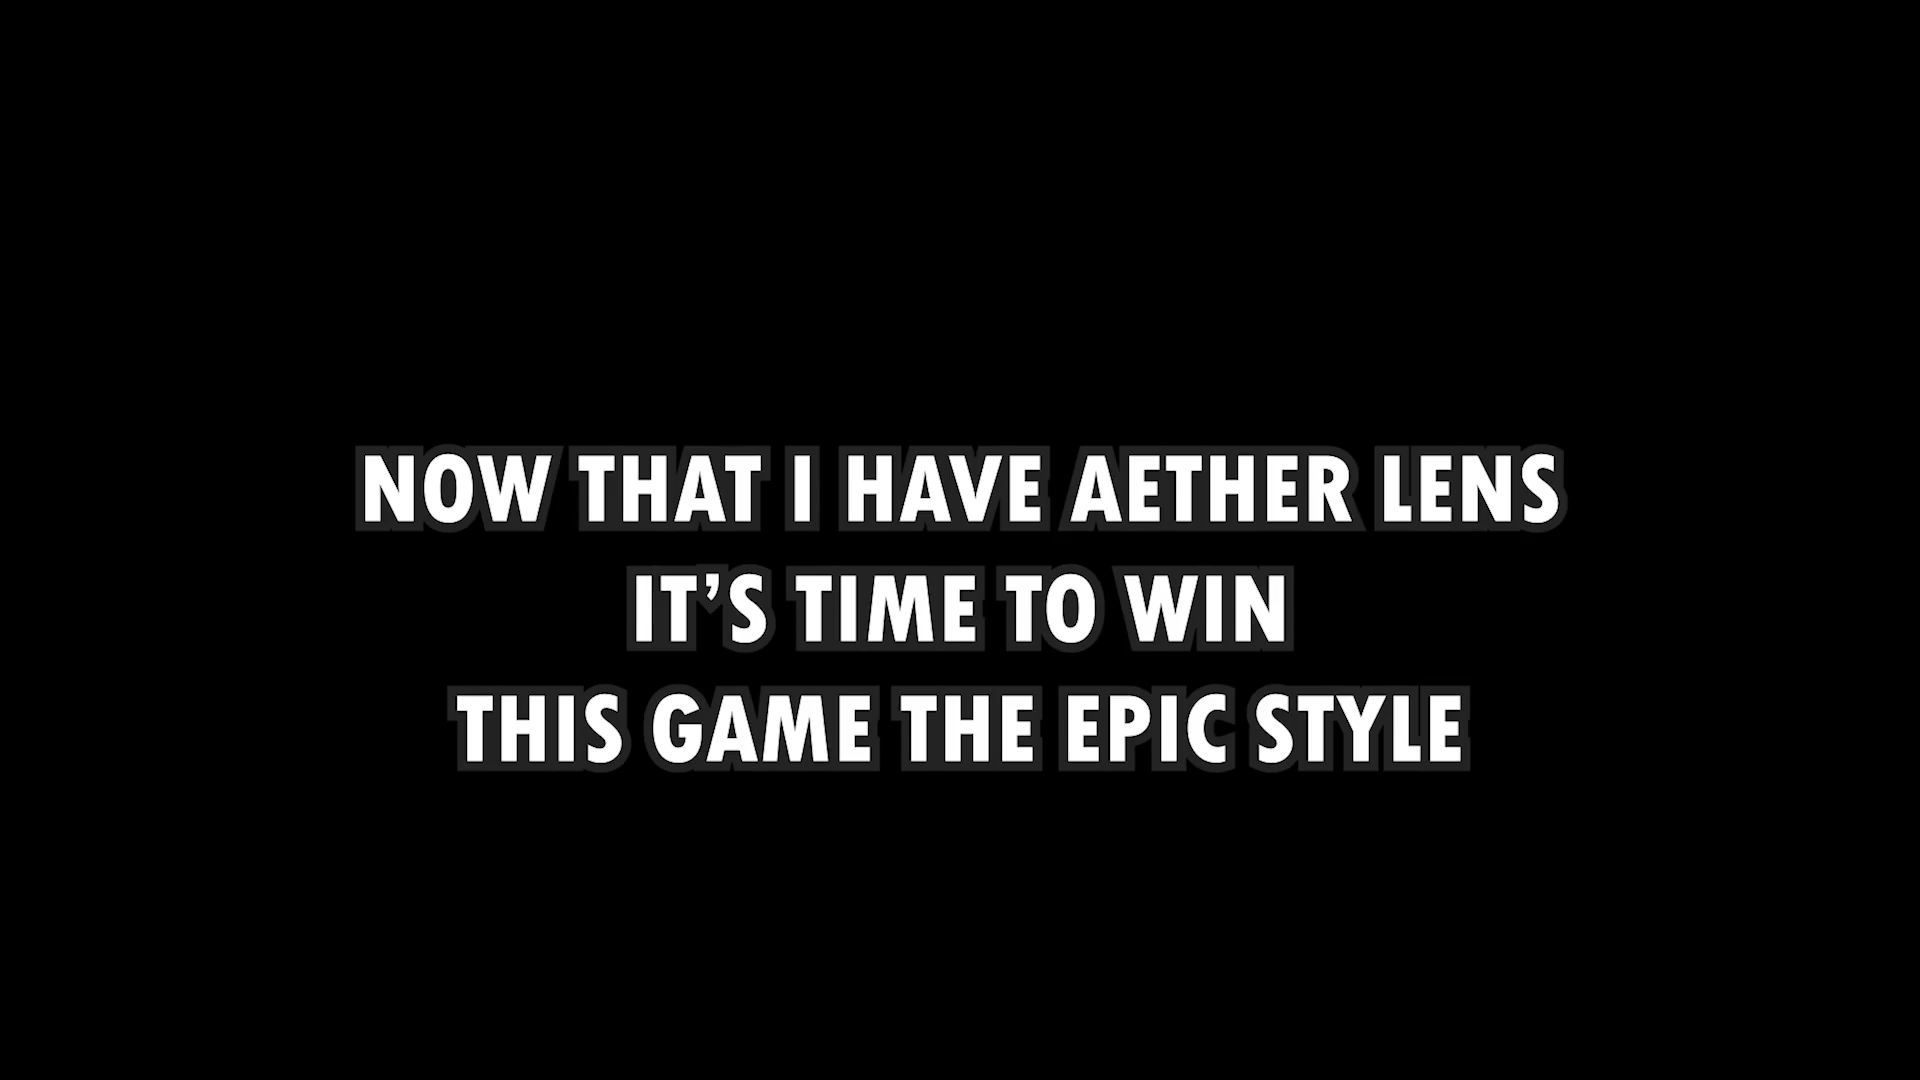 NOW THAT I HAVE AETHER LENS
IT’S TIME TO WIN
THIS GAME THE EPIC STYLE